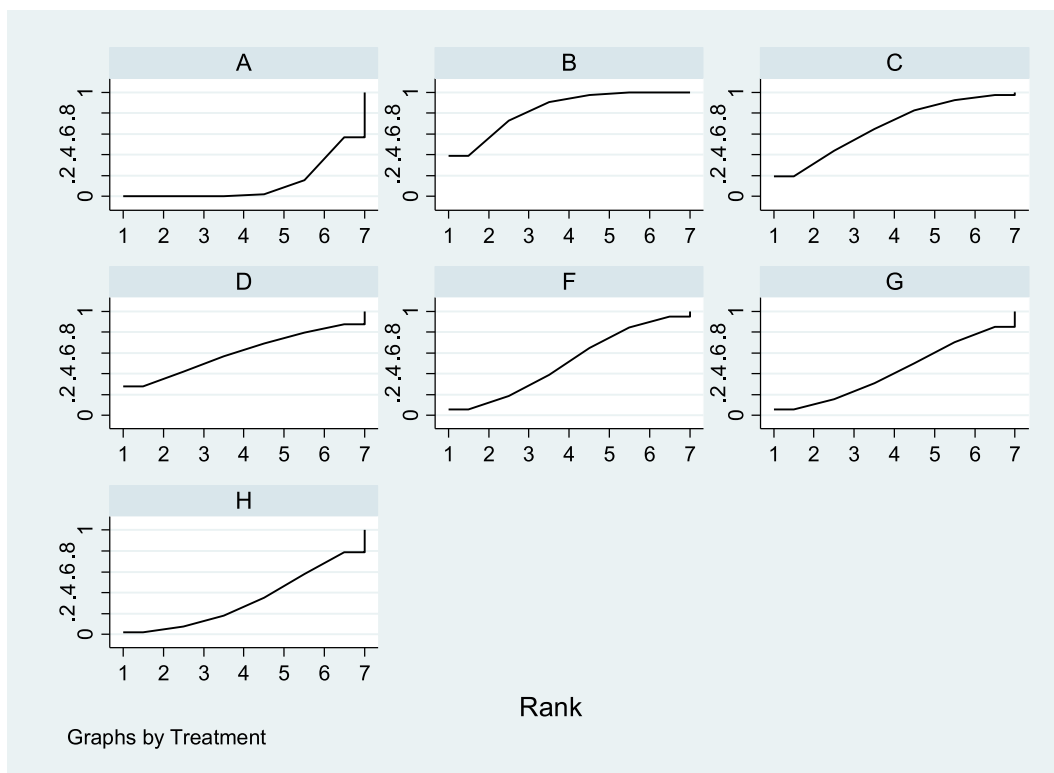 A B C
0 .2 .4 .6 .8 1 0 .2 .4 .6 .8 1 0 .2 .4 .6 .8 1
1 2 3 4 5 6 7 1 2 3 4 5 6 7 1 2 3 4 5 6 7
D F G
0 .2 .4 .6 .8 1 0 .2 .4 .6 .8 1 0 .2 .4 .6 .8 1
1 2 3 4 5 6 7 1 2 3 4 5 6 7 1 2 3 4 5 6 7
H
0 .2 .4 .6 .8 1
1 2 3 4 5 6 7
Rank
Graphs by Treatment